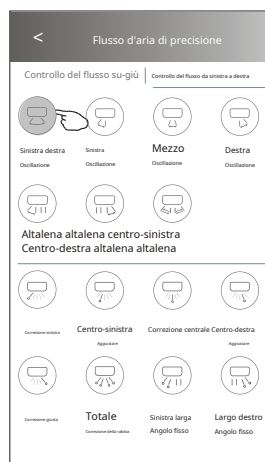 <
Flusso d'aria di precisione
Controllo del flusso su-giù
Controllo del flusso da sinistra a destra
Sinistra destra
Oscillazione
Sinistra
Oscillazione
Mezzo
Oscillazione
Destra
Oscillazione
Altalena altalena centro-sinistra
Centro-destra altalena altalena
Correzione sinistra
Centro-sinistra
Aggiustare
Correzione centrale
Centro-destra
Aggiustare
Correzione giusta
Totale
Correzione della rabbia
Sinistra larga
Angolo fisso
Largo destro
Angolo fisso